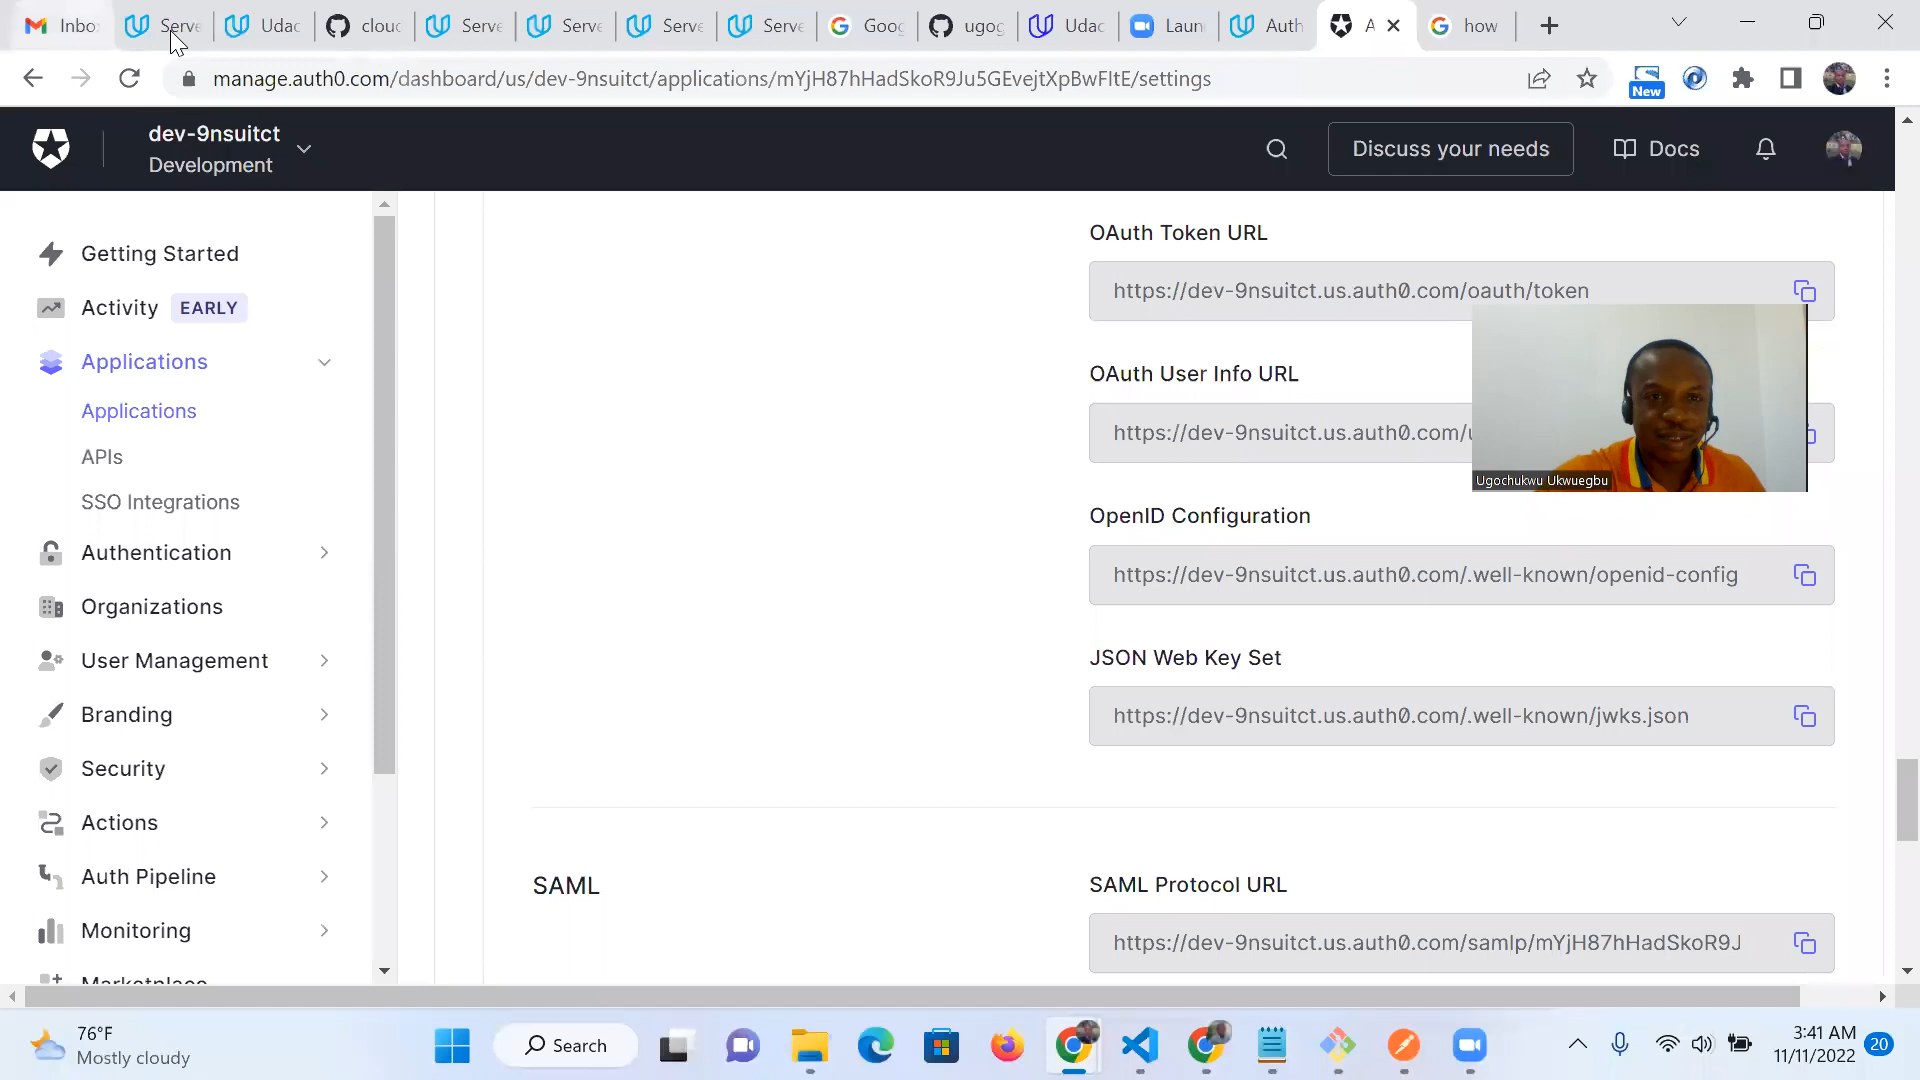 Inbo
Serve
Udac
clouc
Serve
Serve
Serve
Serve
Goog
ugog
Udac
Laun
Auth
A
how
manage.auth0.com/dashboard/us/dev-9nsuitct/applications/mYjH87hHadSkoR9Ju5GEvejtXpBwFltE/settings
New
dev-9nsuitct
Development
Discuss your needs
Docs
Getting Started
Activity EARLY
Applications
Applications
APIs
SSO Integrations
Authentication
Organizations
User Management
Branding
Security
Actions
Auth Pipeline
Monitoring
Marketplace
OAuth Token URL
https://dev-9nsuitct.us.auth0.com/oauth/token
OAuth User Info URL
https://dev-9nsuitct.us.auth0.com/u
Ugochukwu Ukwuegbu
OpenID Configuration
https://dev-9nsuitct.us.auth0.com/.well-known/openid-config
JSON Web Key Set
https://dev-9nsuitct.us.auth0.com/.well-known/jwks.json
SAML
SAML Protocol URL
https://dev-9nsuitct.us.auth0.com/samlp/mYjH87hHadSkoR9J
76°F
Mostly cloudy
Search
3:41 AM
11/11/2022
20